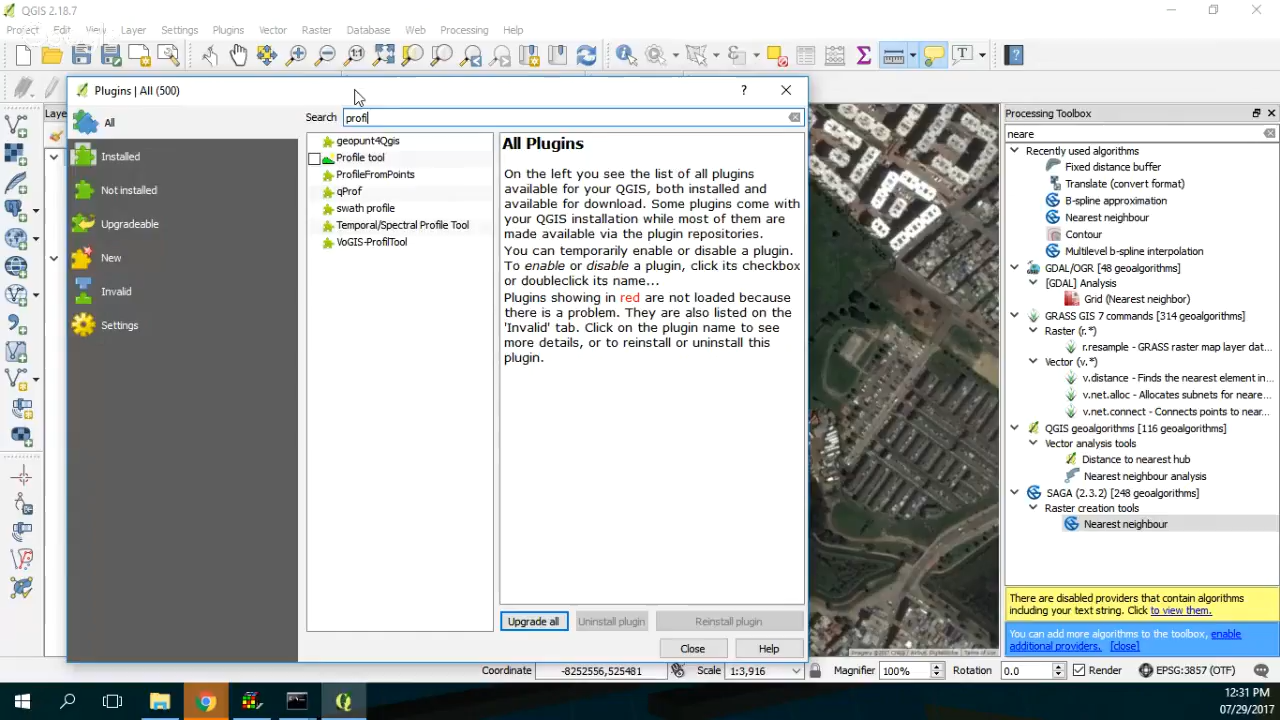 QGIS 2.18.7
Project Edit View Layer Settings Plugins Vector Raster Database Web Processing Help
Plugins | All (500)
?
Search profi
All
Installed
Not installed
Upgradeable
New
Invalid
Settings
geopunt4Qgis
Profile tool
ProfileFromPoints
qProf
swath profile
Temporal/Spectral Profile Tool
VoGIS-ProfilTool
All Plugins
On the left you see the list of all plugins
available for your QGIS, both installed and
available for download. Some plugins come with
your QGIS installation while most of them are
made available via the plugin repositories.
You can temporarily enable or disable a plugin.
To enable or disable a plugin, click its checkbox
or doubleclick its name...
Plugins showing in red are not loaded because
there is a problem. They are also listed on the
'Invalid' tab. Click on the plugin name to see
more details, or to reinstall or uninstall this
plugin.
Upgrade all Uninstall plugin Reinstall plugin
Close Help
Processing Toolbox
neare
Recently used algorithms
Fixed distance buffer
Translate (convert format)
B-spline approximation
Nearest neighbour
Contour
Multilevel b-spline interpolation
GDAL/OGR [48 geoalgorithms]
[GDAL] Analysis
Grid (Nearest neighbor)
GRASS GIS 7 commands [314 geoalgorithms]
Raster (r.*)
r.resample - GRASS raster map layer dat...
Vector (v.*)
v.distance - Finds the nearest element in...
v.net.alloc - Allocates subnets for neare...
v.net.connect - Connects points to near...
QGIS geoalgorithms [116 geoalgorithms]
Vector analysis tools
Distance to nearest hub
Nearest neighbour analysis
SAGA (2.3.2) [248 geoalgorithms]
Raster creation tools
Nearest neighbour
There are disabled providers that contain algorithms
including your text string. Click to view them.
You can add more algorithms to the toolbox, enable
additional providers. [close]
Coordinate -8252556,525481 Scale 1:3,916 Magnifier 100% Rotation 0.0 Render EPSG:3857 (OTF)
12:31 PM
07/29/2017